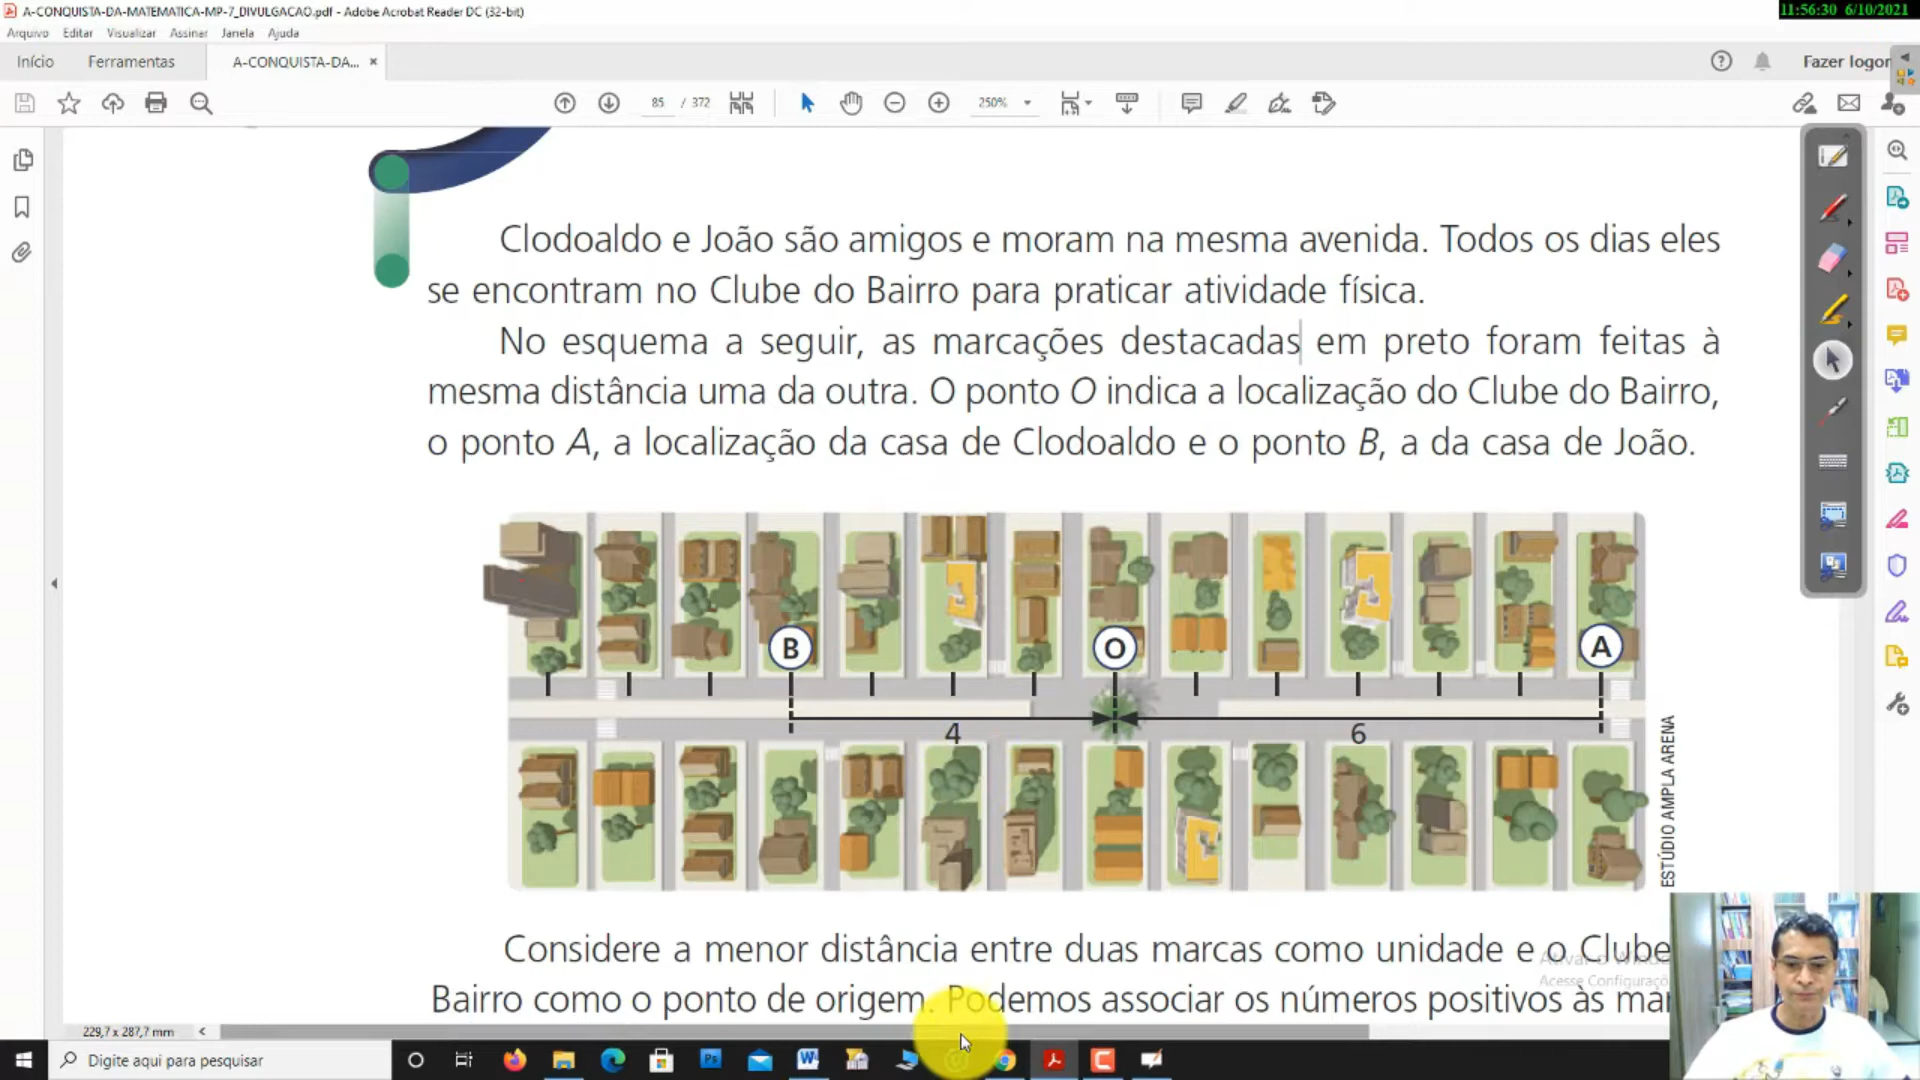 A-CONQUISTA-DA-MATEMATICA-MP-7_DIVULGACAO.pdf - Adobe Acrobat Reader DC (32-bit)
11:56:30 6/10/2021
Arquivo Editar Visualizar Assinar Janela Ajuda
Início Ferramentas A-CONQUISTA-DA... × Fazer logon
85 / 372 250%
Clodoaldo e João são amigos e moram na mesma avenida. Todos os dias eles
se encontram no Clube do Bairro para praticar atividade física.
No esquema a seguir, as marcações destacadas em preto foram feitas à
mesma distância uma da outra. O ponto O indica a localização do Clube do Bairro,
o ponto A, a localização da casa de Clodoaldo e o ponto B, a da casa de João.
B O A
4 6
ESTÚDIO AMPLA ARENA
Considere a menor distância entre duas marcas como unidade e o Clube
Ativar o
Acesse
Bairro como o ponto de origem. Podemos associar os números positivos às
229,7 x 287,7 mm
Digite aqui para pesquisar